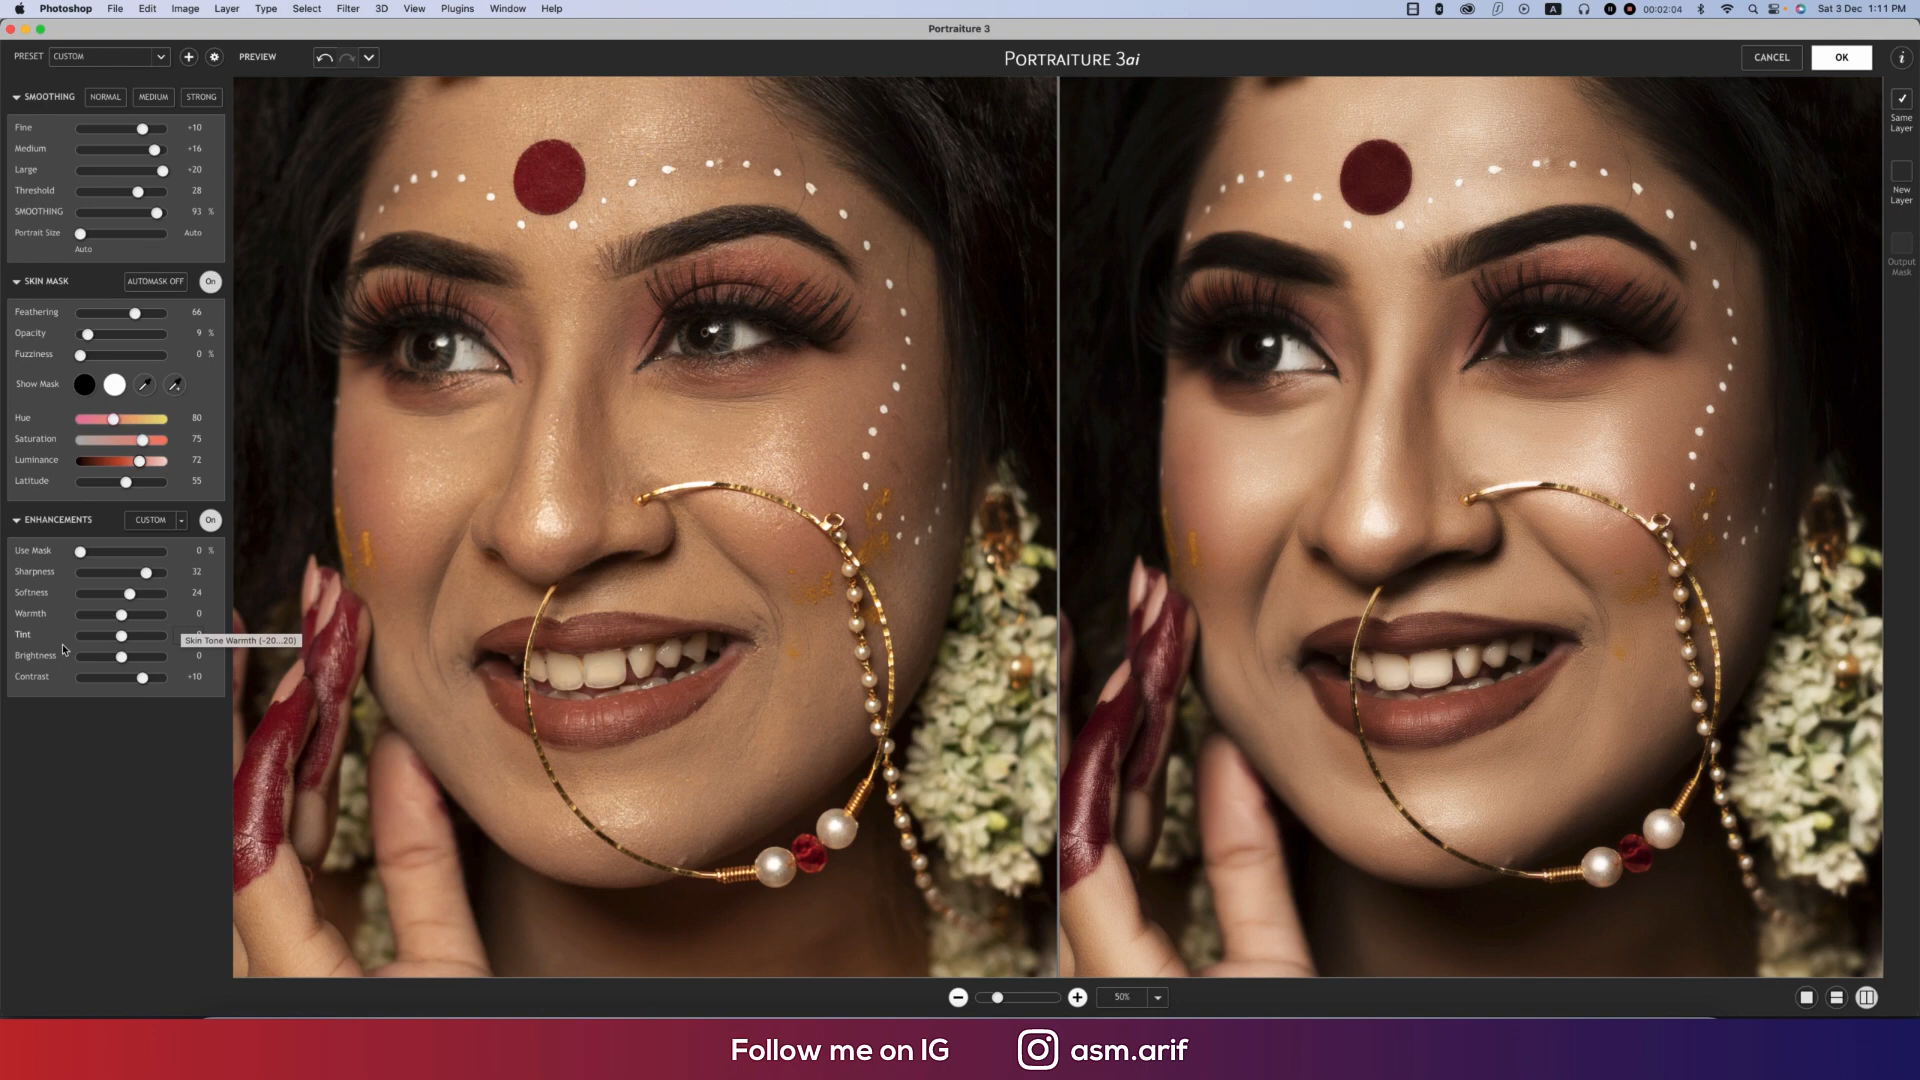 Photoshop File Edit Image Layer Type Select Filter 3D View Plugins Window Help
A 00:02:04 Sat 3 Dec 1:11 PM
Portraiture 3
PRESET CUSTOM PREVIEW PORTRAITURE 3ai CANCEL OK i
SMOOTHING NORMAL MEDIUM STRONG
Fine +10
Medium +16
Large +20
Threshold 28
SMOOTHING 93 %
Portrait Size Auto
Auto
SKIN MASK AUTOMASK OFF On
Feathering 66
Opacity 9 %
Fuzziness 0 %
Show Mask
Hue 80
Saturation 75
Luminance 72
Latitude 55
ENHANCEMENTS CUSTOM On
Use Mask 0 %
Sharpness 32
Softness 24
Warmth 0
Tint
Skin Tone Warmth (-20...20)
Brightness 0
Contrast +10
Same
Layer
New
Layer
Output
Mask
50%
Follow me on IG asm.arif